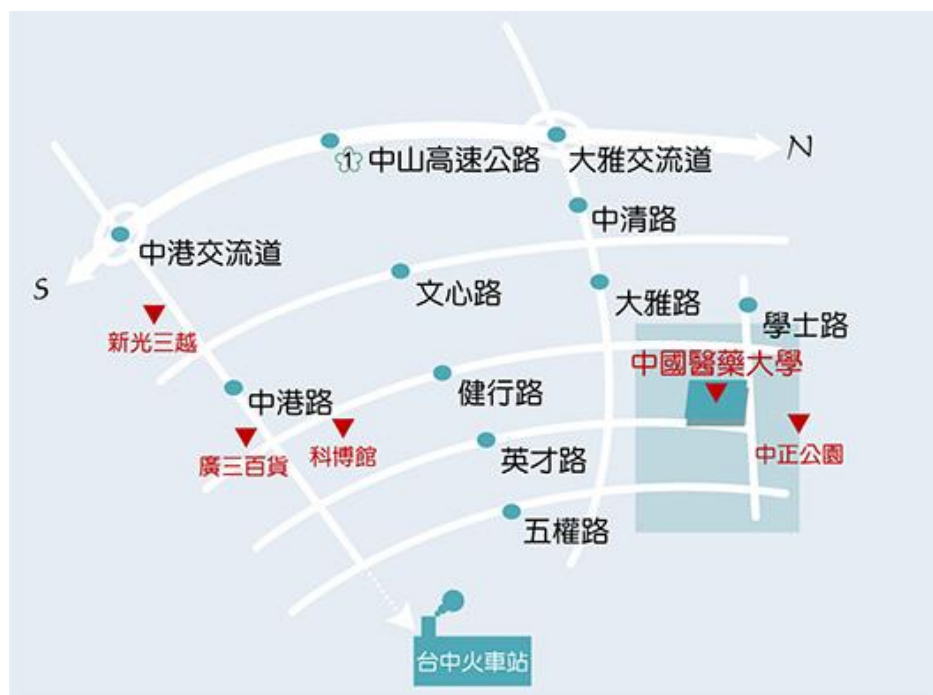 N
1 中山高速公路
大雅交流道
中清路
中港交流道
S
文心路
大雅路
學士路
新光三越
中國醫藥大學
健行路
中港路
科博館
廣三百貨
英才路
中正公園
五權路
台中火車站